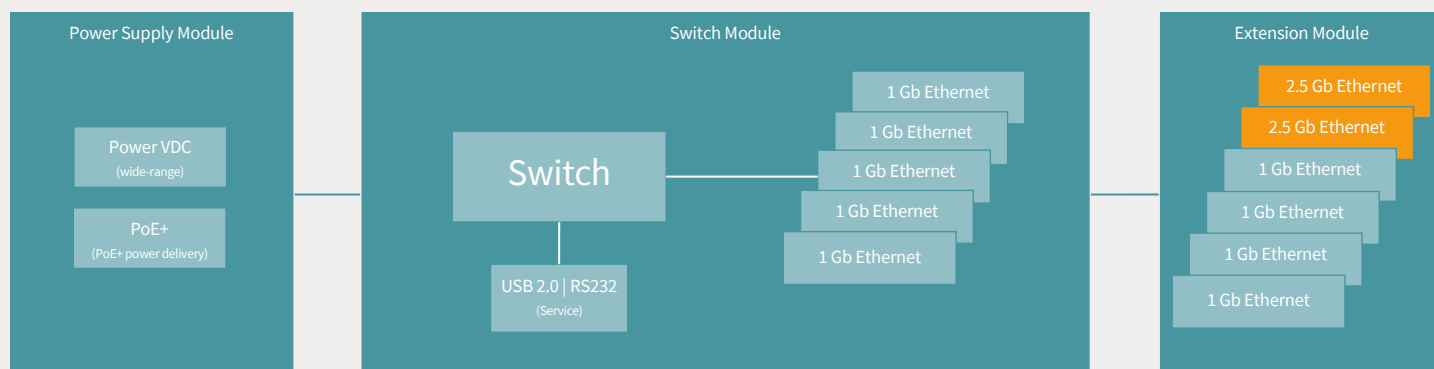 Power Supply Module
Power VDC
(wide-range)
PoE+
(PoE+ power delivery)
Switch Module
Switch
USB 2.0 | RS232
(Service)
1 Gb Ethernet
1 Gb Ethernet
1 Gb Ethernet
1 Gb Ethernet
1 Gb Ethernet
Extension Module
2.5 Gb Ethernet
2.5 Gb Ethernet
1 Gb Ethernet
1 Gb Ethernet
1 Gb Ethernet
1 Gb Ethernet